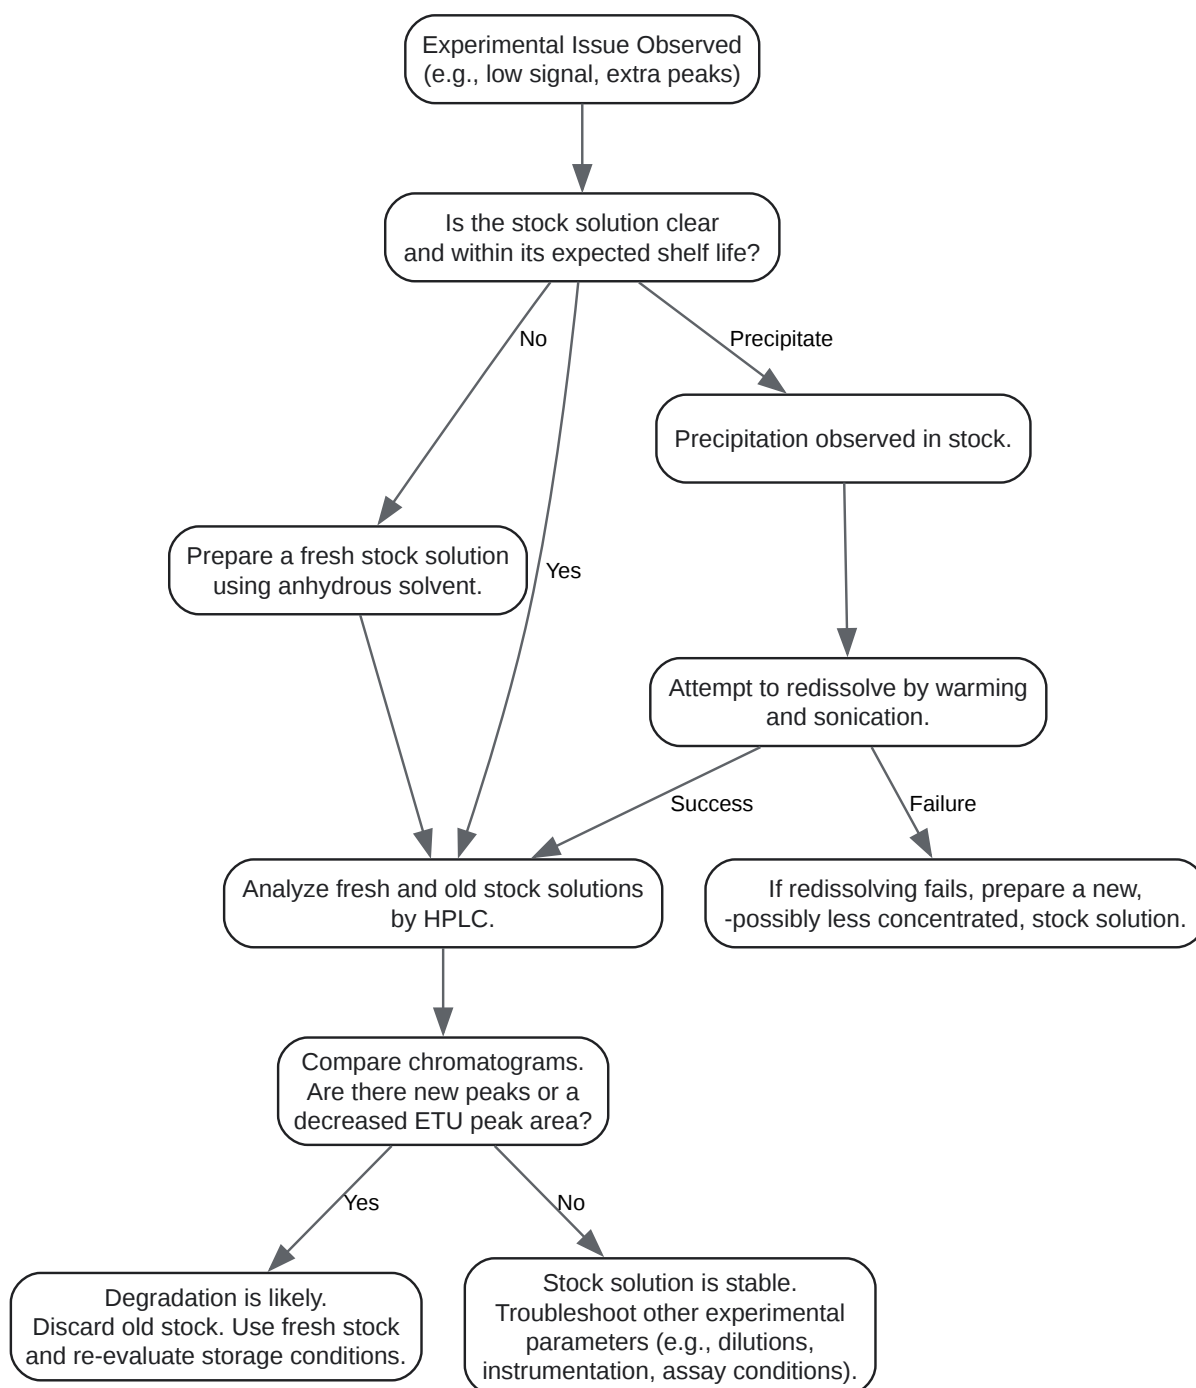 Experimental Issue Observed
(e.g., low signal, extra peaks)
Is the stock solution clear
and within its expected shelf life?
No
Precipitate
Precipitation observed in stock.
Prepare a fresh stock solution
using anhydrous solvent.
Yes
Attempt to redissolve by warming
and sonication.
Success
Failure
Analyze fresh and old stock solutions
by HPLC.
If redissolving fails, prepare a new,
-possibly less concentrated, stock solution.
Compare chromatograms.
Are there new peaks or a
decreased ETU peak area?
Yes
No
Degradation is likely.
Discard old stock. Use fresh stock
and re-evaluate storage conditions.
Stock solution is stable.
Troubleshoot other experimental
parameters (e.g., dilutions,
instrumentation, assay conditions).